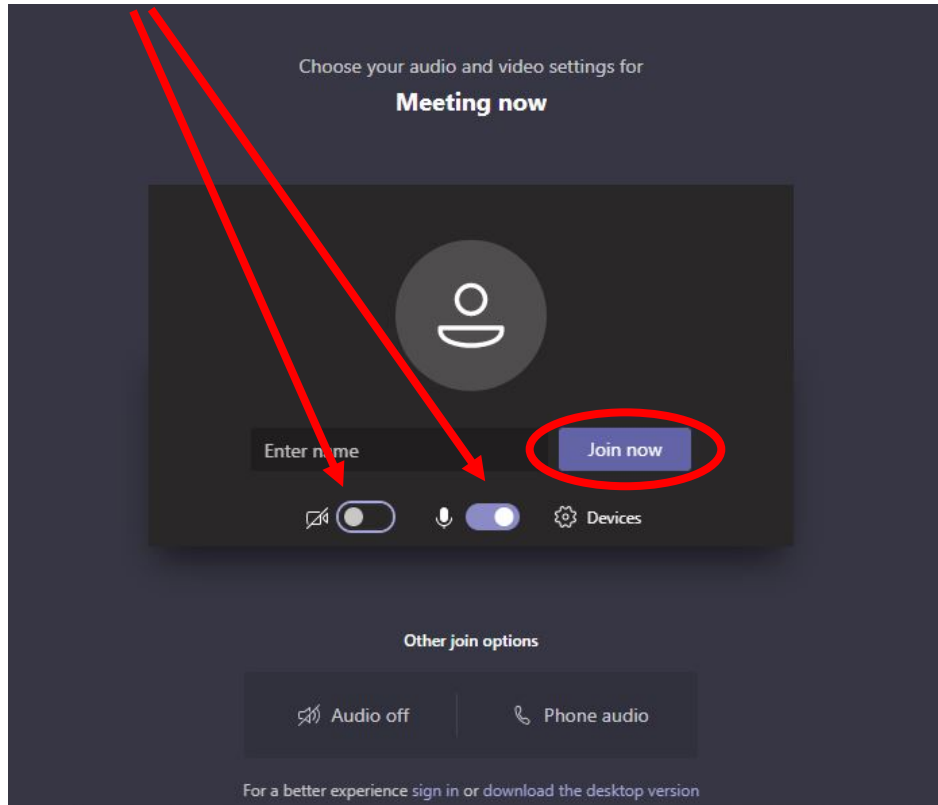 Choose your audio and video settings for
Meeting now
Enter name
Join now
Devices
Other join options
Audio off
Phone audio
For a better experience sign in or download the desktop version